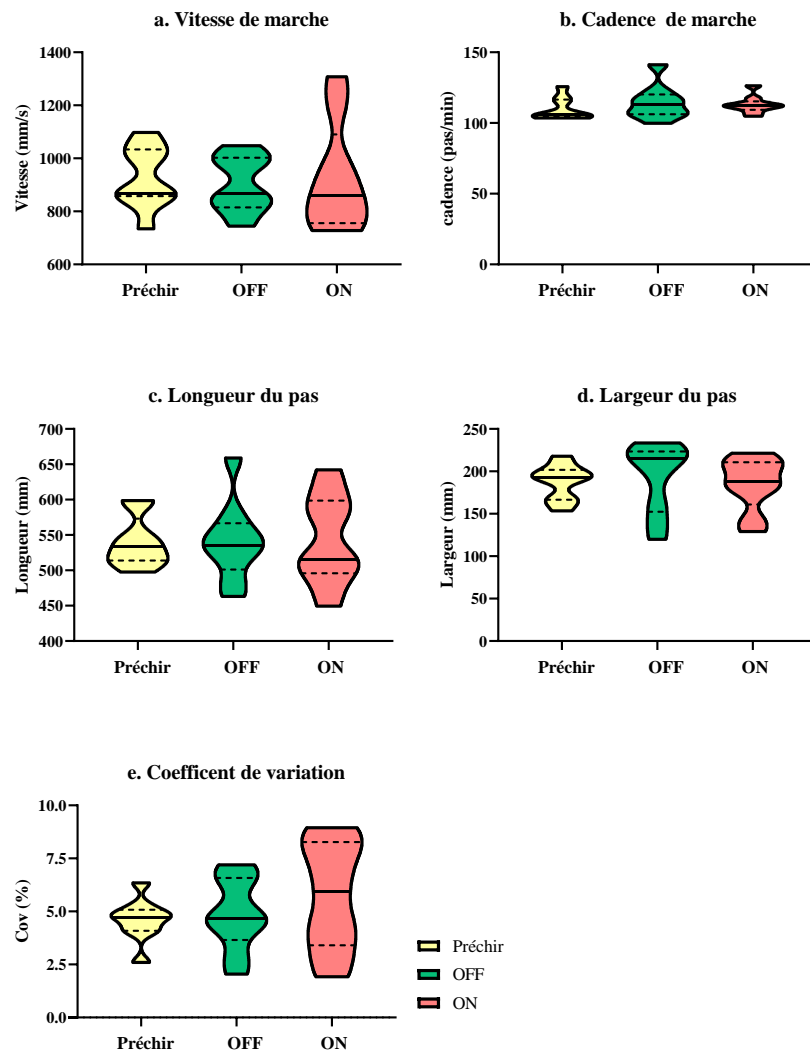 a. Vitesse de marche
1400
1200
1000
800
600
Vitesse (mm/s)
Préchir OFF ON
b. Cadence de marche
150
100
50
0
cadence (pas/min)
Préchir OFF ON
c. Longueur du pas
700
650
600
550
500
450
400
Longueur (mm)
Préchir OFF ON
d. Largeur du pas
250
200
150
100
50
0
Largeur (mm)
Préchir OFF ON
e. Coefficent de variation
10.0
7.5
5.0
2.5
0.0
Cov (%)
Préchir OFF ON
Préchir
OFF
ON